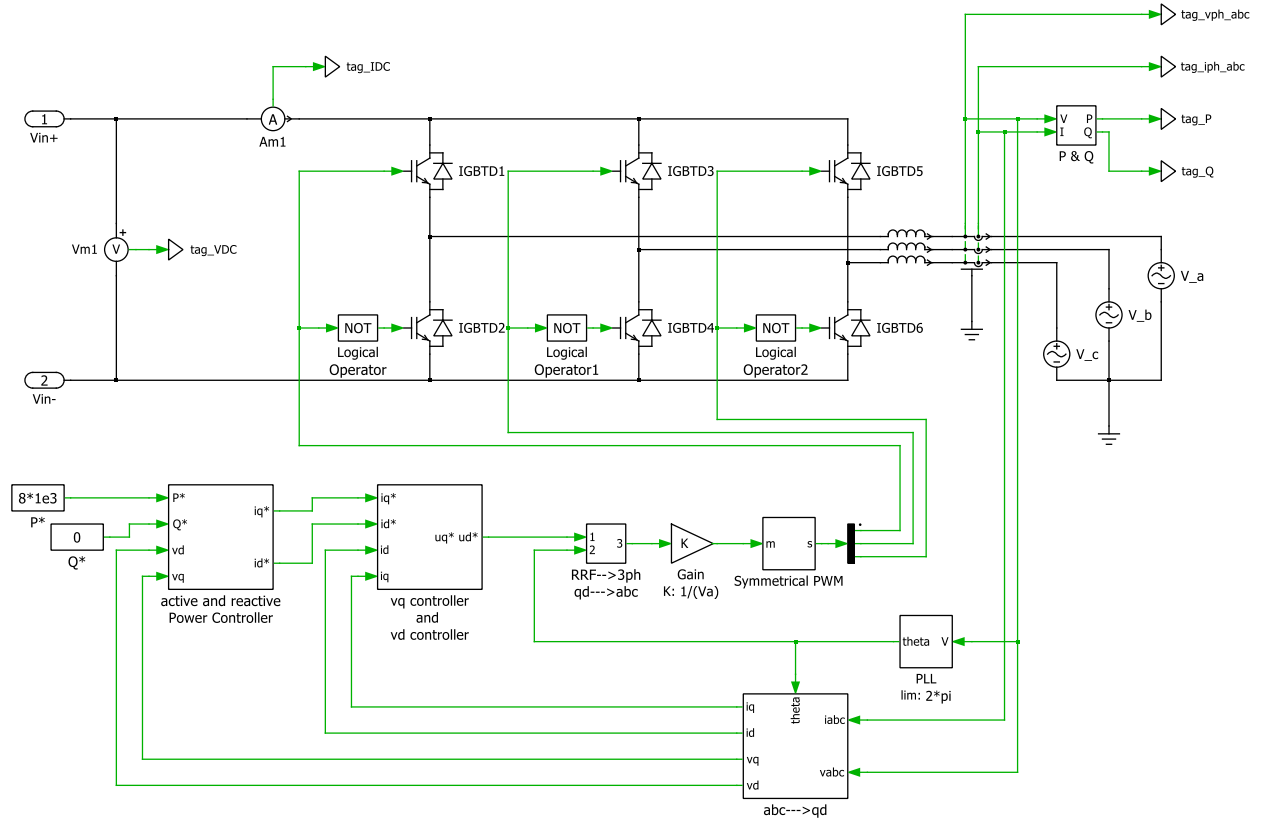 tag_vph_abc
tag_IDC
tag_iph_abc
1
Vin+
A
Am1
V P
I Q
P & Q
tag_P
tag_Q
IGBTD1
IGBTD3
IGBTD5
+
Vm1
V
tag_VDC
V_a
V_b
V_c
NOT
IGBTD2
NOT
IGBTD4
NOT
IGBTD6
Logical
Operator
Logical
Operator1
Logical
Operator2
2
Vin-
8*1e3
P*
0
Q*
P*
Q*
vd
vq
iq*
id*
active and reactive
Power Controller
iq*
id*
id
iq
uq* ud*
vq controller
and
vd controller
1
2
3
RRF-->3ph
qd--->abc
K
Gain
K: 1/(Va)
m s
Symmetrical PWM
theta V
PLL
lim: 2*pi
theta
iq
id
vq
vd
iabc
vabc
abc--->qd